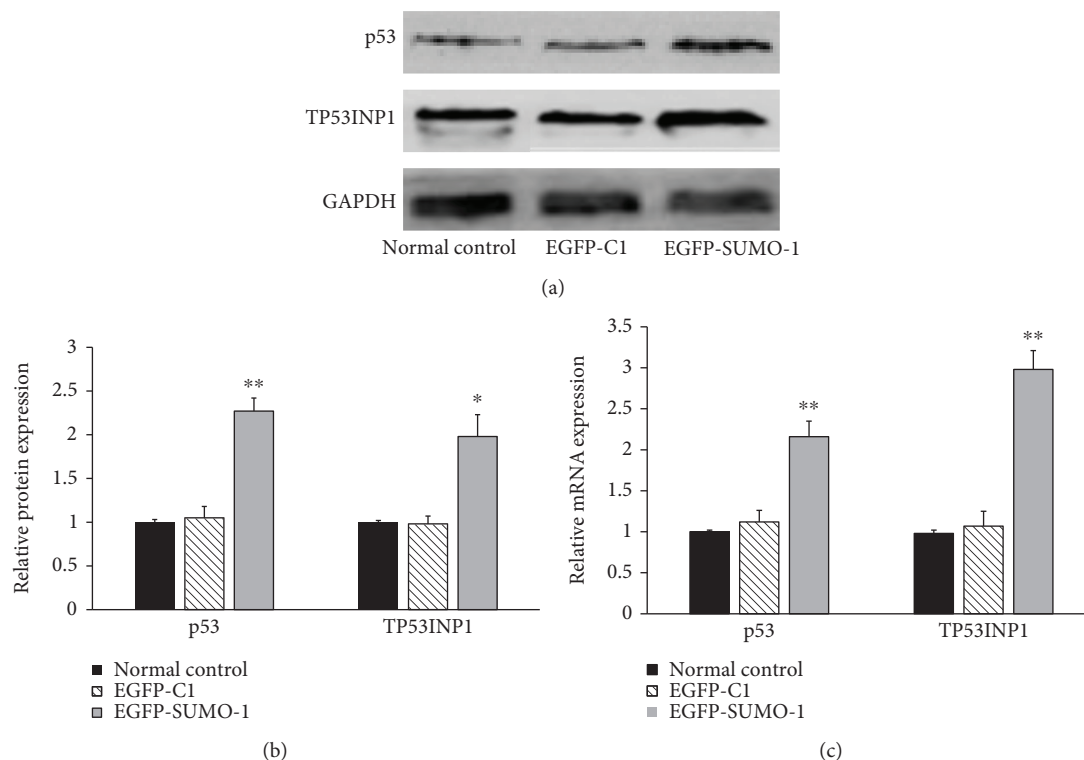 p53
TP53INP1
GAPDH
Normal control EGFP-C1 EGFP-SUMO-1
(a)
Relative protein expression
3
2.5
2
1.5
1
0.5
0
**
*
p53 TP53INP1
Normal control
EGFP-C1
EGFP-SUMO-1
(b)
Relative mRNA expression
3.5
3
2.5
2
1.5
1
0.5
0
**
**
p53 TP53INP1
Normal control
EGFP-C1
EGFP-SUMO-1
(c)